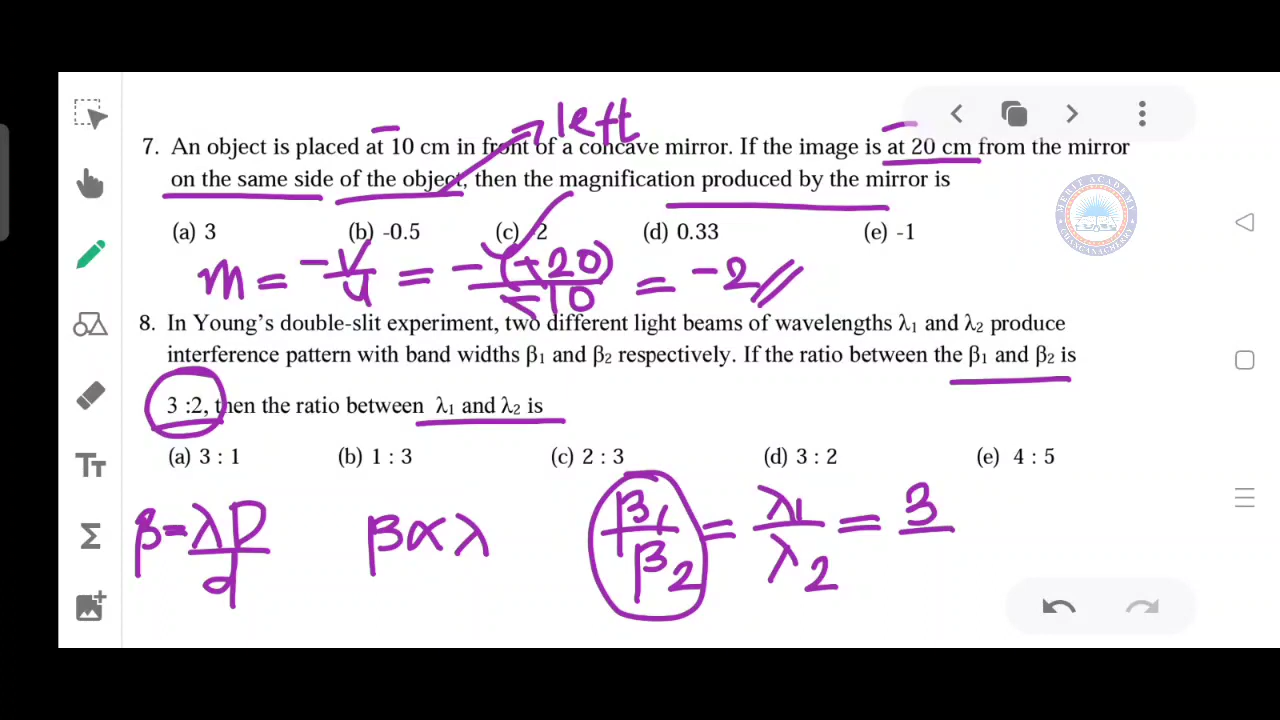 left
7. An object is placed at 10 cm in front of a concave mirror. If the image is at 20 cm from the mirror
on the same side of the object, then the magnification produced by the mirror is
(a) 3 (b) -0.5 (c) -2 (d) 0.33 (e) -1
m = -v/u = -(-20)/-10 = -2//
8. In Young's double-slit experiment, two different light beams of wavelengths λ₁ and λ₂ produce
interference pattern with band widths β₁ and β₂ respectively. If the ratio between the β₁ and β₂ is
3 :2, then the ratio between λ₁ and λ₂ is
(a) 3 : 1 (b) 1 : 3 (c) 2 : 3 (d) 3 : 2 (e) 4 : 5
β = λD/d β ∝ λ β₁/β₂ = λ₁/λ₂ = 3/
MERIT ACADEMY
Tт
Σ